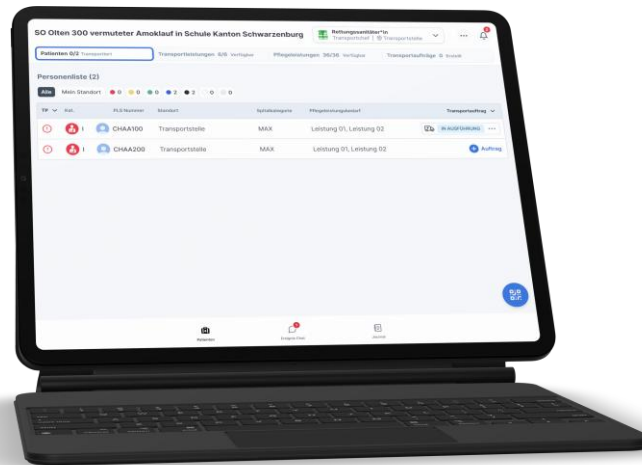 SO Olten 300 vermuteter Amoklauf in Schule Kanton Schwarzenburg
Rettungssanitäter*in
Transportchef | Transportstelle
2
Patienten 0/2 Transportiert
Transportleistungen 6/6 Verfügbar
Pflegeleistungen 36/36 Verfügbar
Transportaufträge 0 Erstellt
Personenliste (2)
Alle Mein Standort 0 0 0 2 2 0 0
TP Kat. PLS Nummer Standort Spitalkategorie Pflegeleistungsbedarf Transportauftrag
I CHAA100 Transportstelle MAX Leistung 01, Leistung 02 IN AUSFÜHRUNG
I CHAA200 Transportstelle MAX Leistung 01, Leistung 02 Auftrag
Patienten